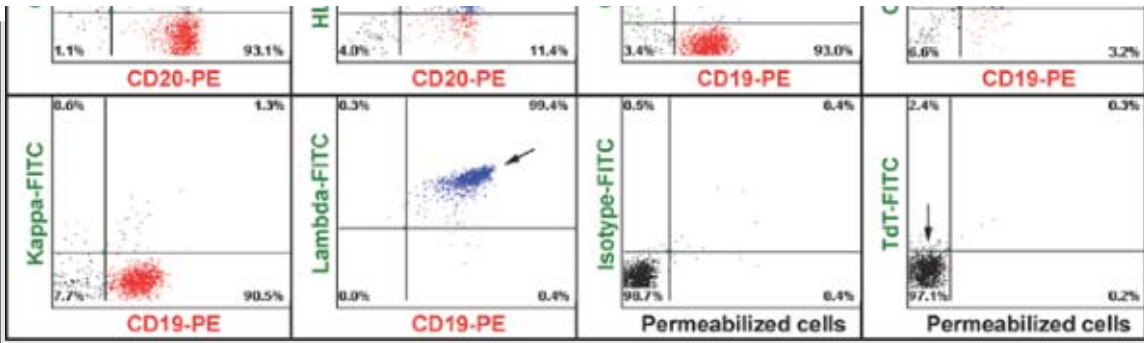 1.1% 93.1% 4.0% 11.4% 3.4% 93.0% 6.6% 3.2%
CD20-PE CD20-PE CD19-PE CD19-PE
0.6% 1.3% 0.3% 99.4% 0.5% 0.4% 2.4% 0.3%
Kappa-FITC
Lambda-FITC
Isotype-FITC
TdT-FITC
7.7% 90.5% 0.0% 0.4% 98.7% 0.4% 97.1% 0.2%
CD19-PE CD19-PE Permeabilized cells Permeabilized cells